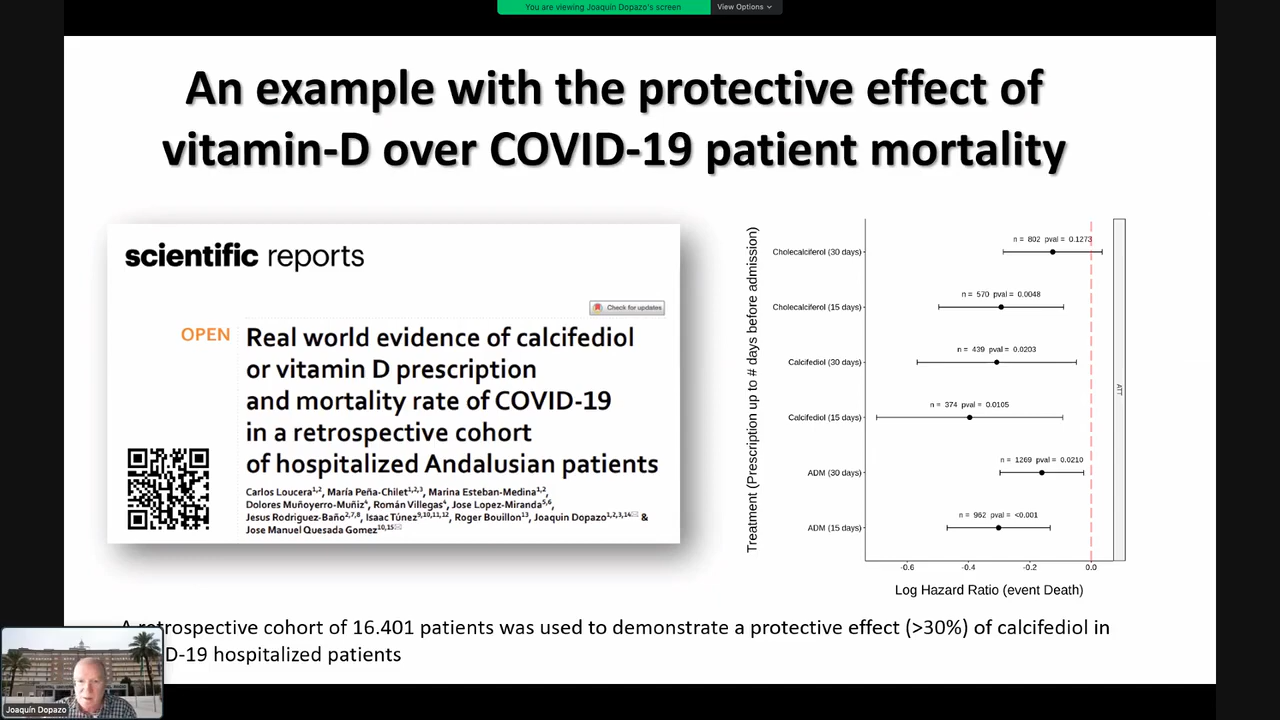 You are viewing Joaquín Dopazo's screen
View Options
An example with the protective effect of
vitamin-D over COVID-19 patient mortality
scientific reports
Check for updates
OPEN
Real world evidence of calcifediol
or vitamin D prescription
and mortality rate of COVID-19
in a retrospective cohort
of hospitalized Andalusian patients
Carlos Loucera1,2, María Peña-Chilet1,2,3, Marina Esteban-Medina1,2,
Dolores Muñoyerro-Muñiz4, Román Villegas4, Jose Lopez-Miranda5,6,
Jesus Rodriguez-Baño2,7,8, Isaac Túnez9,10,11,12, Roger Bouillon13, Joaquin Dopazo1,2,3,14 &
Jose Manuel Quesada Gomez10,15
Treatment (Prescription up to # days before admission)
Cholecalciferol (30 days)
n = 802 pval = 0.1273
Cholecalciferol (15 days)
n = 570 pval = 0.0048
Calcifediol (30 days)
n = 439 pval = 0.0203
Calcifediol (15 days)
n = 374 pval = 0.0105
ADM (30 days)
n = 1269 pval = 0.0210
ADM (15 days)
n = 962 pval = <0.001
ATT
-0.6 -0.4 -0.2 0.0
Log Hazard Ratio (event Death)
A retrospective cohort of 16.401 patients was used to demonstrate a protective effect (>30%) of calcifediol in
D-19 hospitalized patients
Joaquín Dopazo